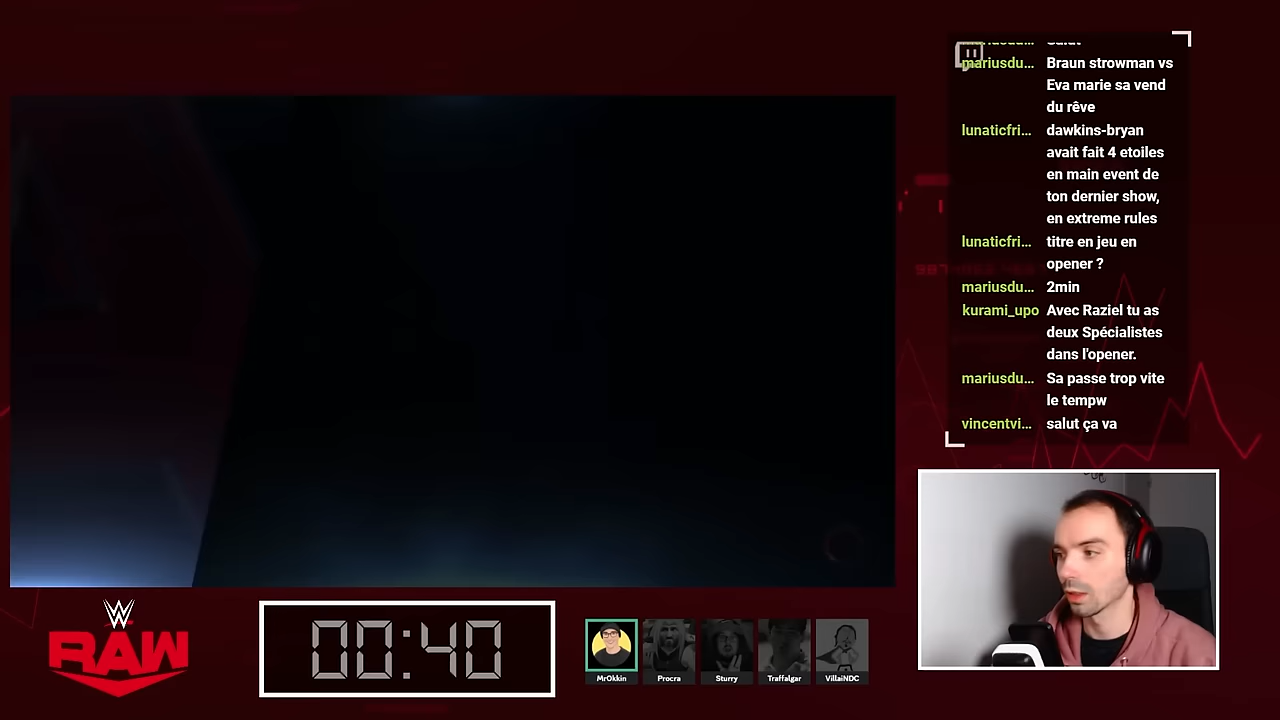 Salut
mariusdu... Braun strowman vs
Eva marie sa vend
du rêve
lunaticfri... dawkins-bryan
avait fait 4 etoiles
en main event de
ton dernier show,
en extreme rules
lunaticfri... titre en jeu en
opener ?
mariusdu... 2min
kurami_upo Avec Raziel tu as
deux Spécialistes
dans l'opener.
mariusdu... Sa passe trop vite
le tempw
vincentvi... salut ça va
W
RAW
00:40
MrOkkin
Procra
Sturry
Traffalgar
VillaiNDC